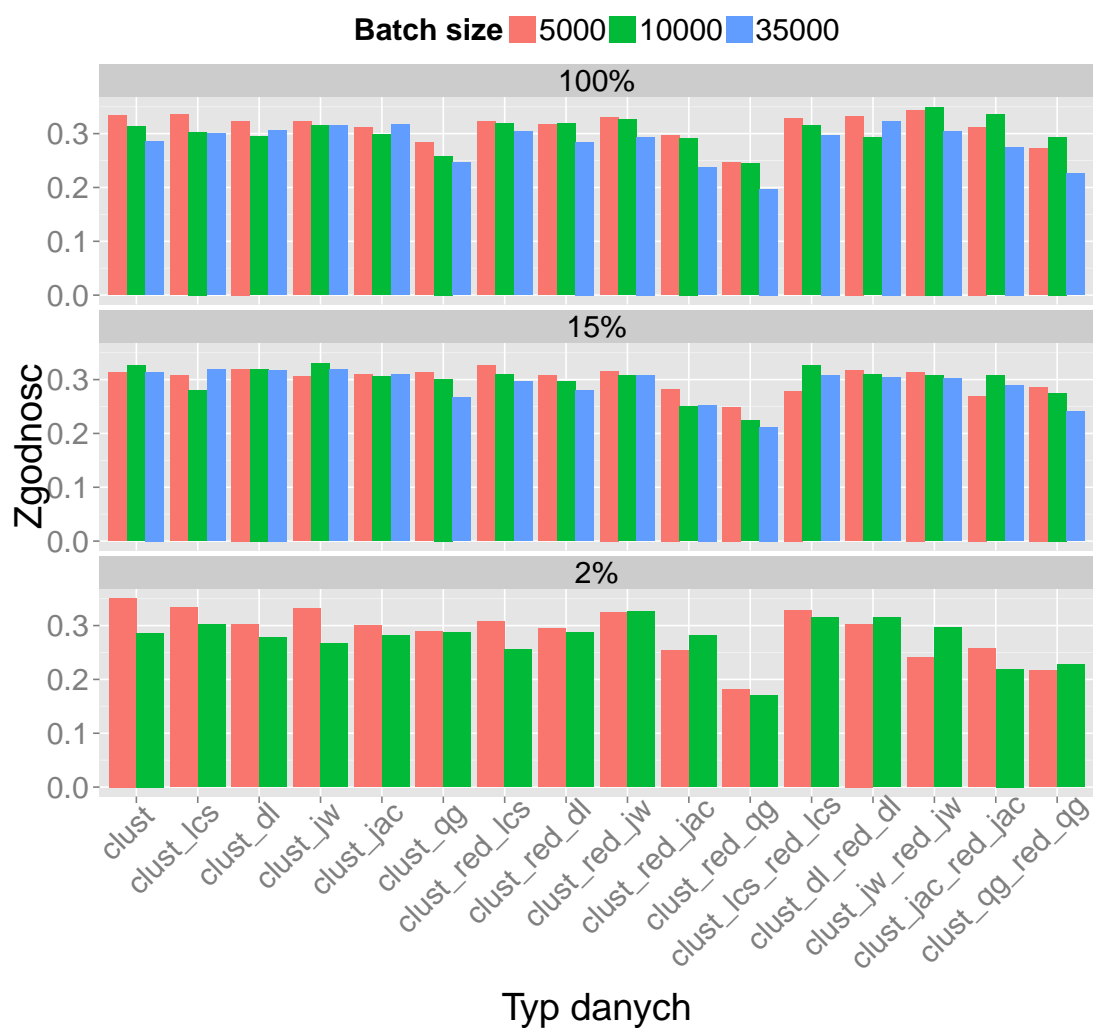 Batch size 5000 10000 35000
100%
0.3
0.2
0.1
0.0
15%
0.3
0.2
0.1
0.0
2%
0.3
0.2
0.1
0.0
Zgodnosc
clust
clust_lcs
clust_dl
clust_jw
clust_jac
clust_qg
clust_red_lcs
clust_red_dl
clust_red_jw
clust_red_jac
clust_red_qg
clust_lcs_red_lcs
clust_dl_red_dl
clust_jw_red_jw
clust_jac_red_jac
clust_qg_red_qg
Typ danych